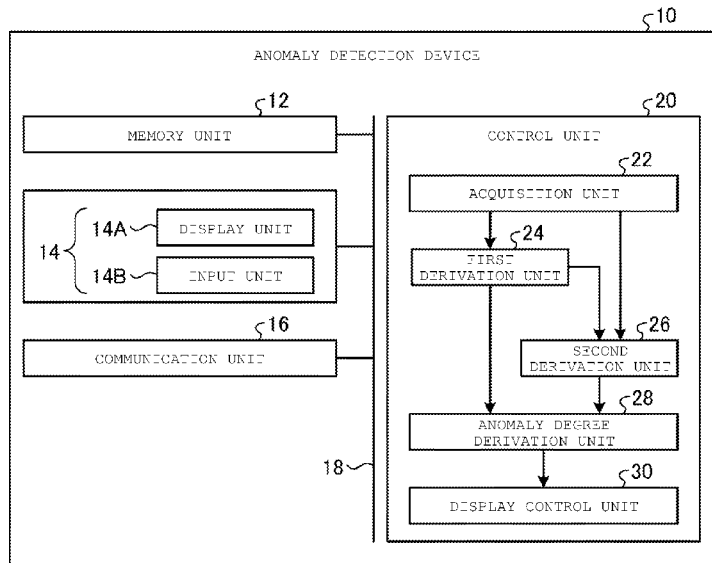 10
ANOMALY DETECTION DEVICE
12
MEMORY UNIT
14
14A
DISPLAY UNIT
14B
INPUT UNIT
16
COMMUNICATION UNIT
18
20
CONTROL UNIT
22
ACQUISITION UNIT
24
FIRST
DERIVATION UNIT
26
SECOND
DERIVATION UNIT
28
ANOMALY DEGREE
DERIVATION UNIT
30
DISPLAY CONTROL UNIT